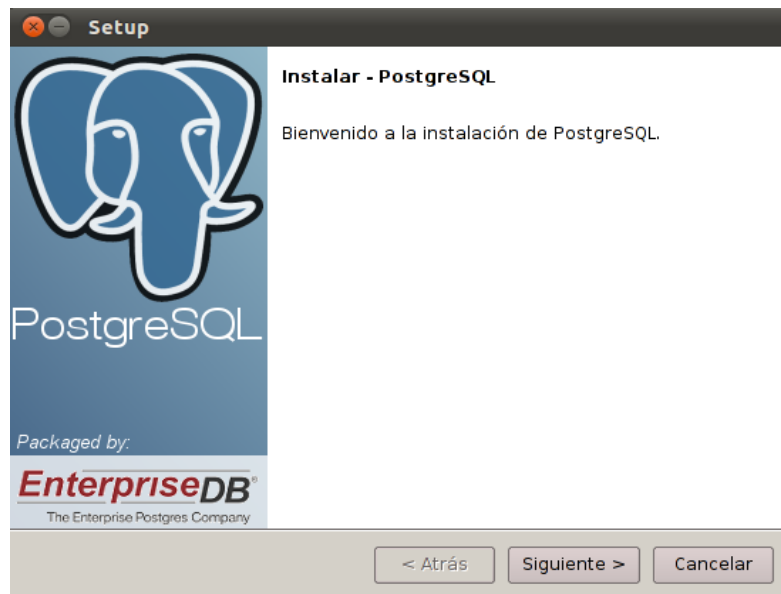 Setup
Instalar - PostgreSQL
Bienvenido a la instalación de PostgreSQL.
PostgreSQL
Packaged by:
EnterpriseDB®
The Enterprise Postgres Company
< Atrás
Siguiente >
Cancelar